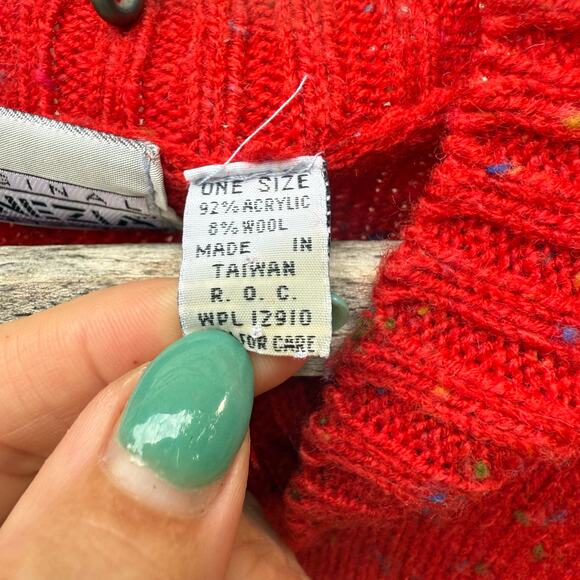 ONE SIZE
92% ACRYLIC
8% WOOL
MADE IN
TAIWAN
R. O. C.
WPL 12910
FOR CARE